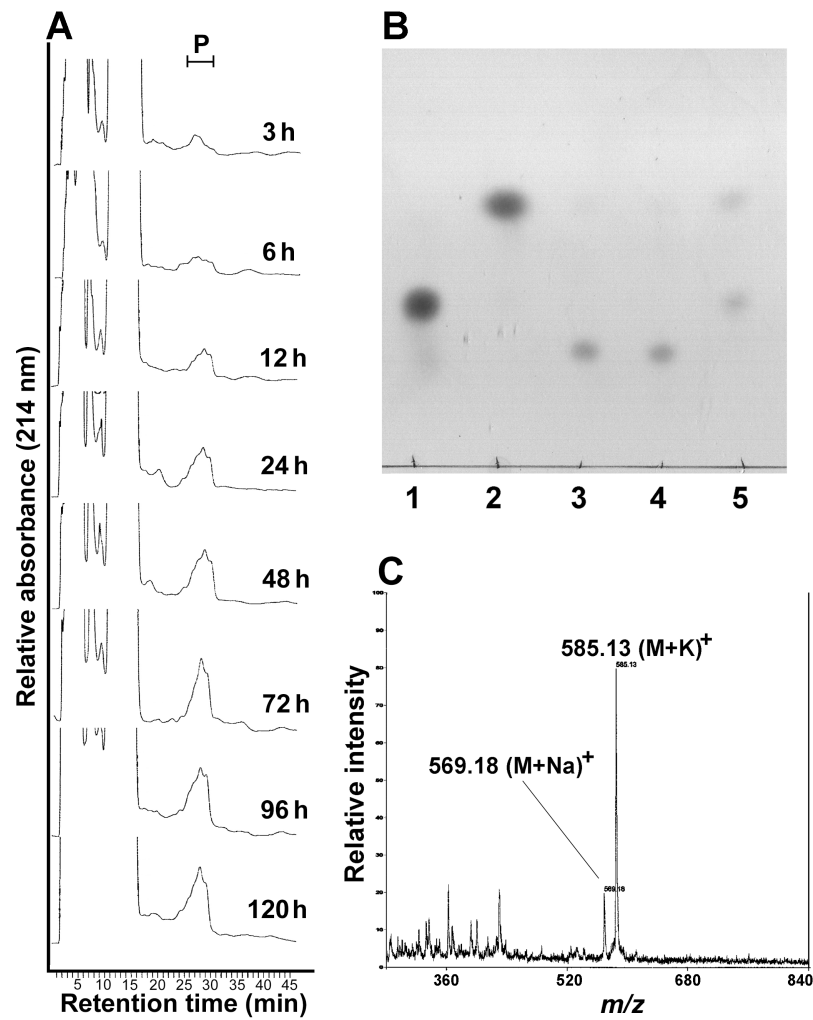 A
P
3 h
6 h
12 h
24 h
48 h
72 h
96 h
120 h
Relative absorbance (214 nm)
5 10 15 20 25 30 35 40 45
Retention time (min)
B
1 2 3 4 5
C
100
90
80
70
60
50
40
30
20
10
0
585.13 (M+K)+
585.13
569.18 (M+Na)+
569.18
Relative intensity
360 520 680 840
m/z